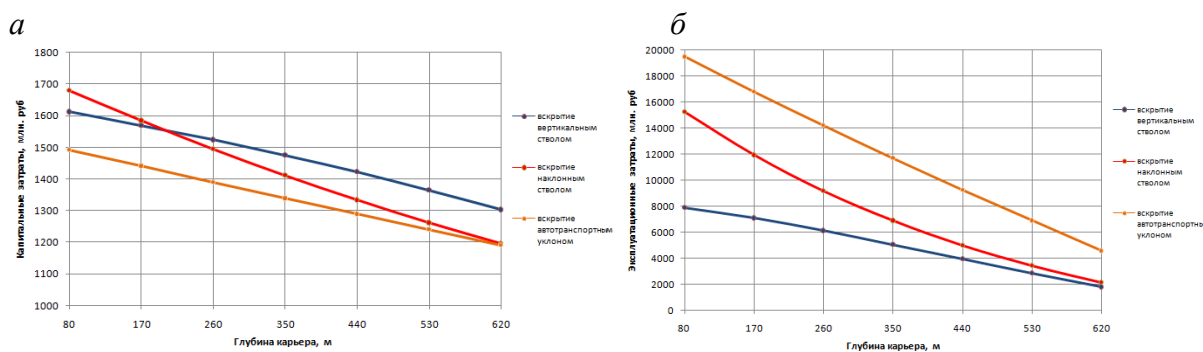 а
Капитальные затраты, млн. руб
1800
1700
1600
1500
1400
1300
1200
1100
1000
80 170 260 350 440 530 620
Глубина карьера, м
вскрытие
вертикальным
стволом
вскрытие
наклонным
стволом
вскрытие
автотранспортным
уклоном
б
Эксплуатационные затраты, млн. руб
20000
18000
16000
14000
12000
10000
8000
6000
4000
2000
0
80 170 260 350 440 530 620
Глубина карьера, м
вскрытие
вертикальным
стволом
вскрытие
наклонным
стволом
вскрытие
автотранспортны
уклоном